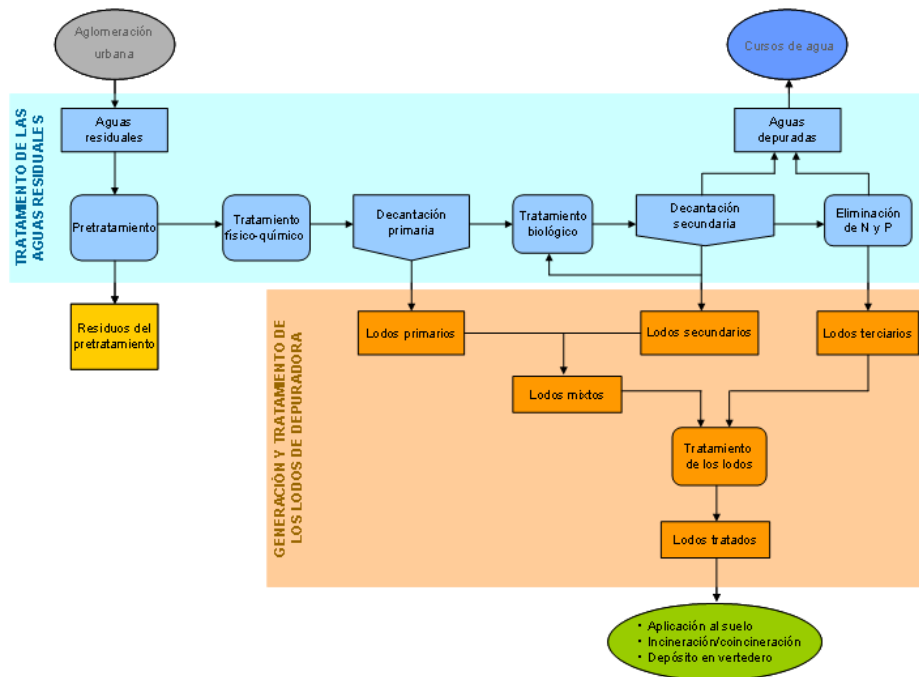 Aglomeración
urbana
Cursos de agua
TRATAMIENTO DE LAS
AGUAS RESIDUALES
Aguas
residuales
Aguas
depuradas
Pretratamiento
Tratamiento
físico-químico
Decantación
primaria
Tratamiento
biológico
Decantación
secundaria
Eliminación
de N y P
Residuos del
pretratamiento
GENERACIÓN Y TRATAMIENTO DE
LOS LODOS DE DEPURADORA
Lodos primarios
Lodos secundarios
Lodos terciarios
Lodos mixtos
Tratamiento
de los lodos
Lodos tratados
• Aplicación al suelo
• Incineración/coincineración
• Depósito en vertedero